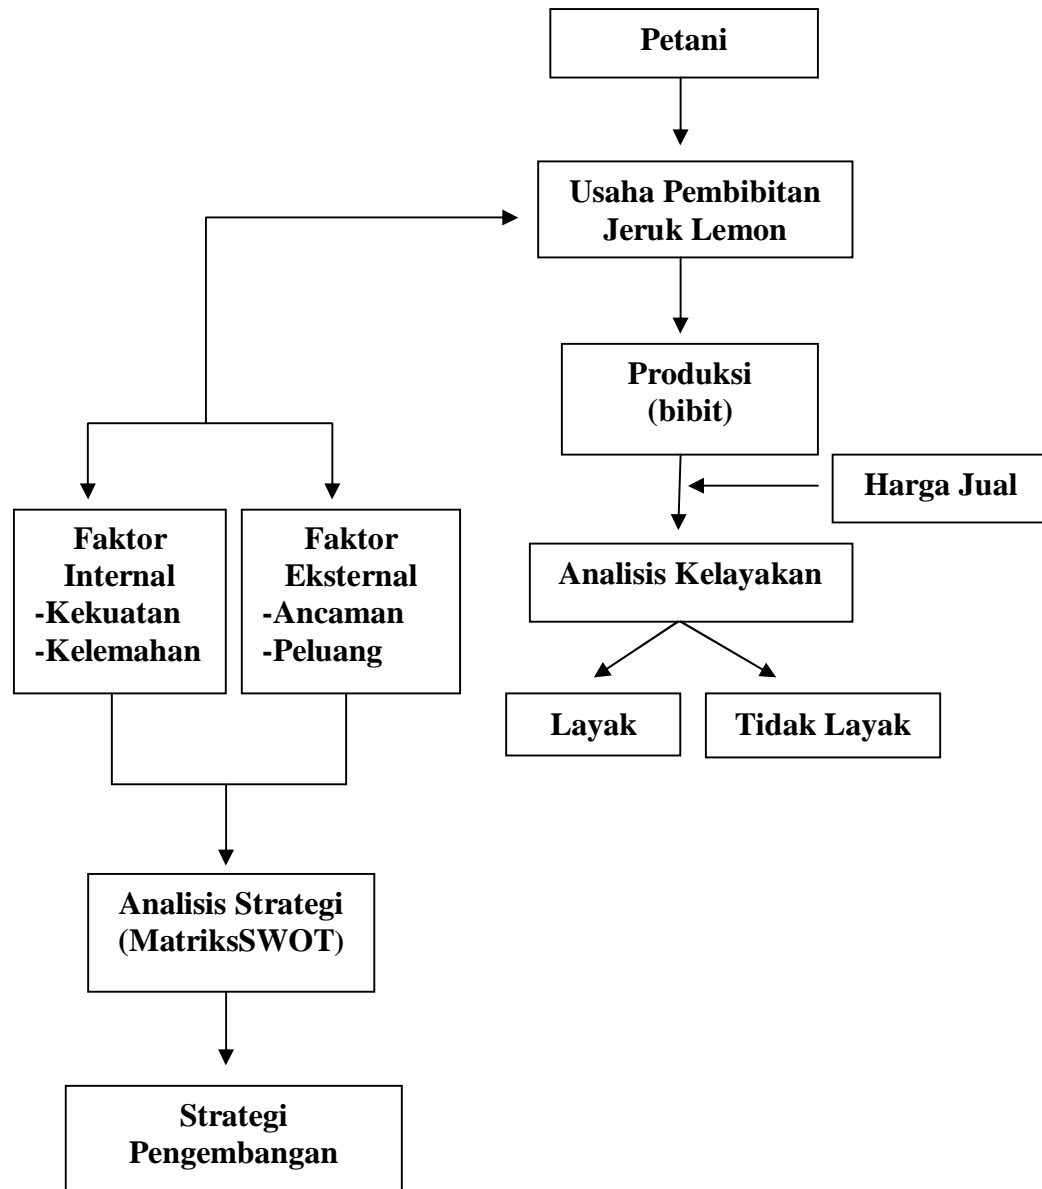 Petani
Usaha Pembibitan
Jeruk Lemon
Produksi
(bibit)
Harga Jual
Analisis Kelayakan
Layak
Tidak Layak
Faktor
Internal
-Kekuatan
-Kelemahan
Faktor
Eksternal
-Ancaman
-Peluang
Analisis Strategi
(MatriksSWOT)
Strategi
Pengembangan